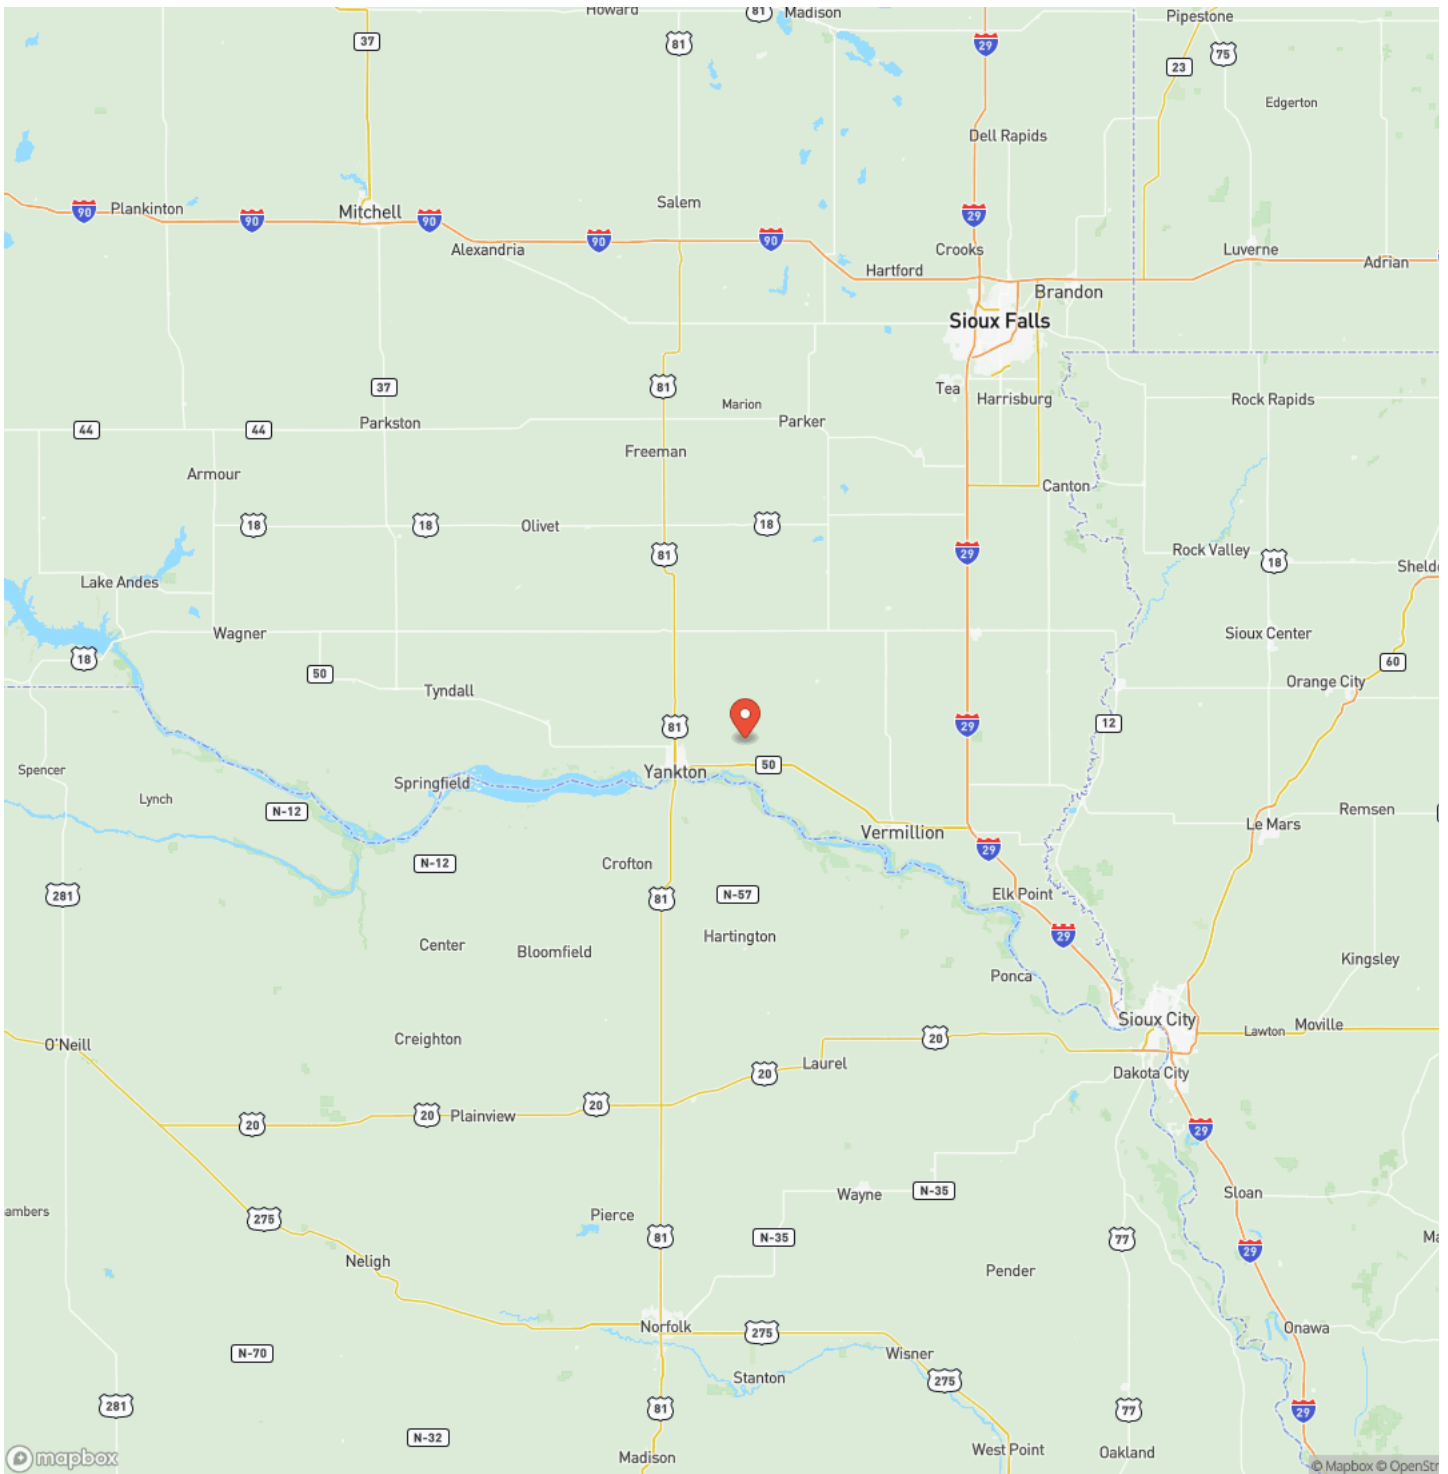 Howard
81
Madison
Pipestone
37
81
29
75
23
Edgerton
Dell Rapids
90
Plankinton
90
Mitchell
90
Salem
29
Alexandria
90
90
Crooks
Luverne
Hartford
Adrian
Brandon
Sioux Falls
37
81
Tea
Harrisburg
Rock Rapids
44
44
Parkston
Marion
Parker
Freeman
Armour
Canton
18
18
Olivet
18
81
29
Rock Valley
18
Lake Andes
Wagner
Sioux Center
18
50
60
Tyndall
Orange City
81
29
12
Spencer
Springfield
Yankton
50
Lynch
N-12
Remsen
Vermillion
Le Mars
N-12
Crofton
29
281
81
N-57
Elk Point
Center
Bloomfield
Hartington
29
Kingsley
Ponca
Sioux City
Lawton
Moville
O'Neill
Creighton
20
Laurel
20
Dakota City
20
20
Plainview
20
29
Wayne
N-35
Sloan
275
Pierce
81
N-35
77
29
Neligh
Pender
Norfolk
275
Onawa
N-70
Wisner
Stanton
275
281
81
77
29
N-32
Madison
West Point
Oakland
mapbox
© Mapbox © OpenStr